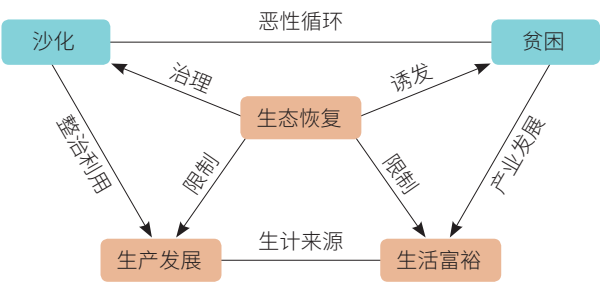 恶性循环
沙化
贫困
治理
诱发
生态恢复
整治利用
限制
限制
产业发展
生计来源
生产发展
生活富裕